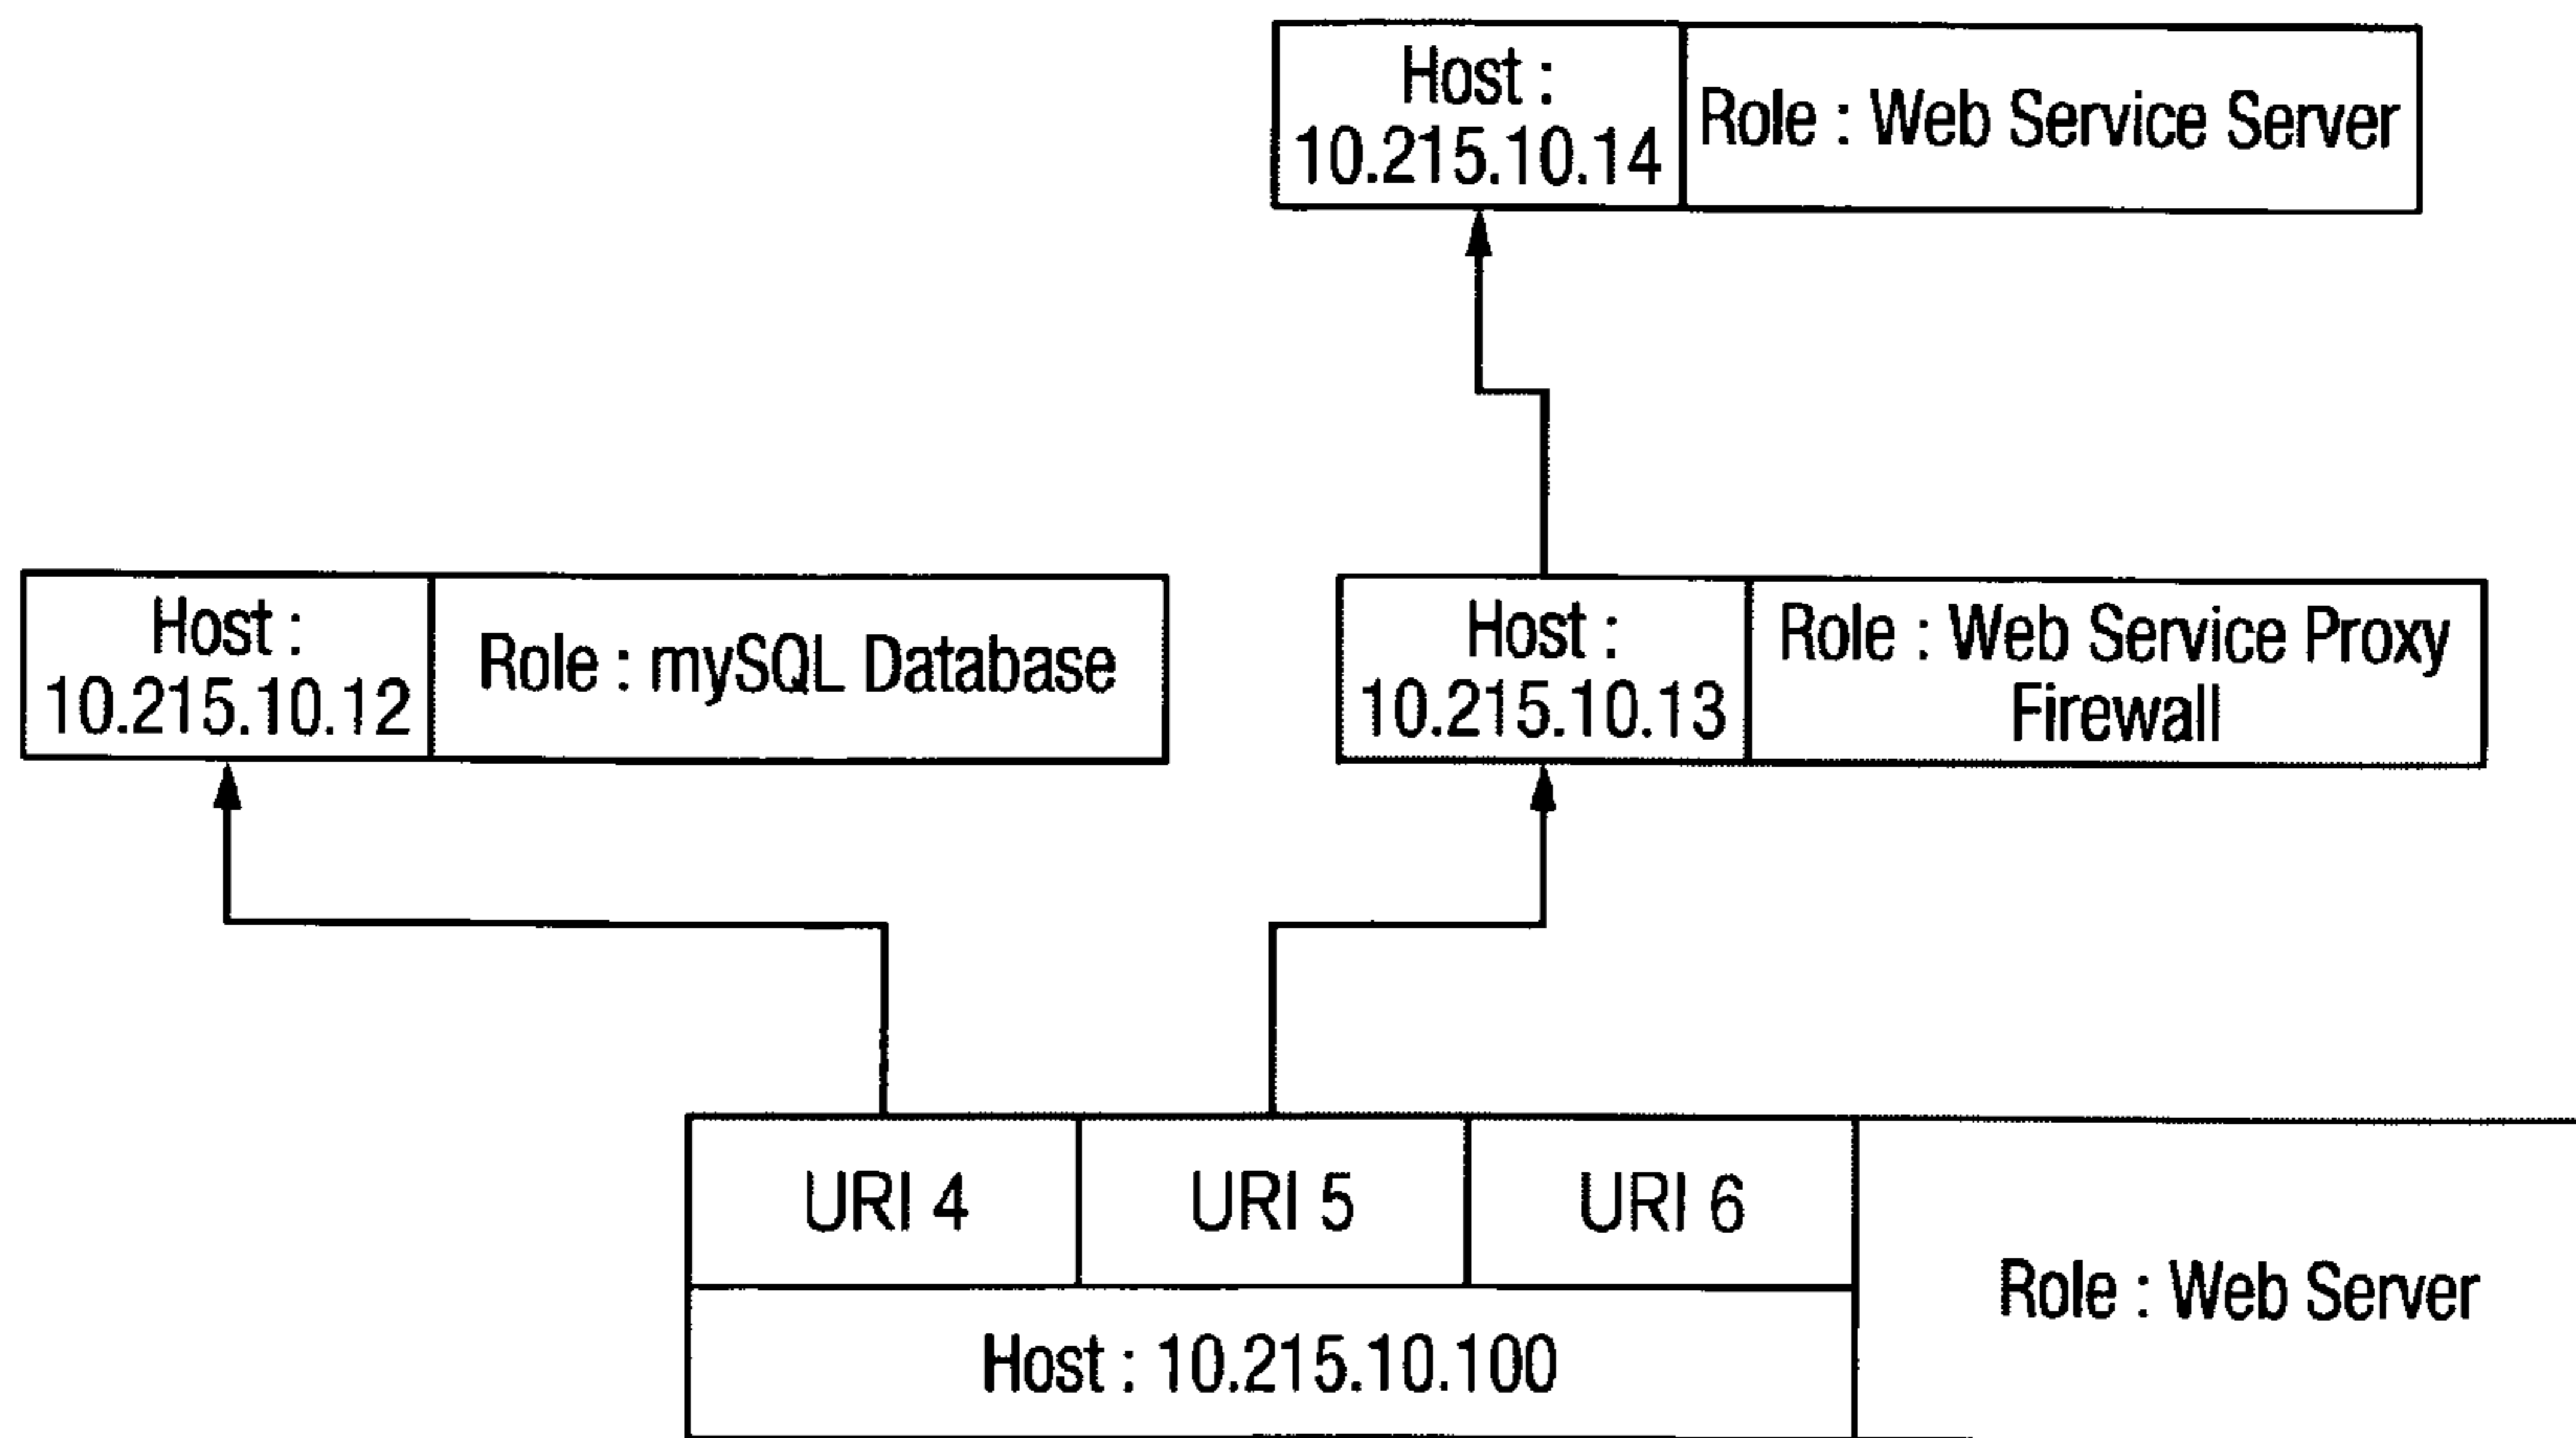 Host :
10.215.10.14
Role : Web Service Server
Host :
10.215.10.12
Role : mySQL Database
Host :
10.215.10.13
Role : Web Service Proxy
Firewall
URI 4
URI 5
URI 6
Role : Web Server
Host : 10.215.10.100